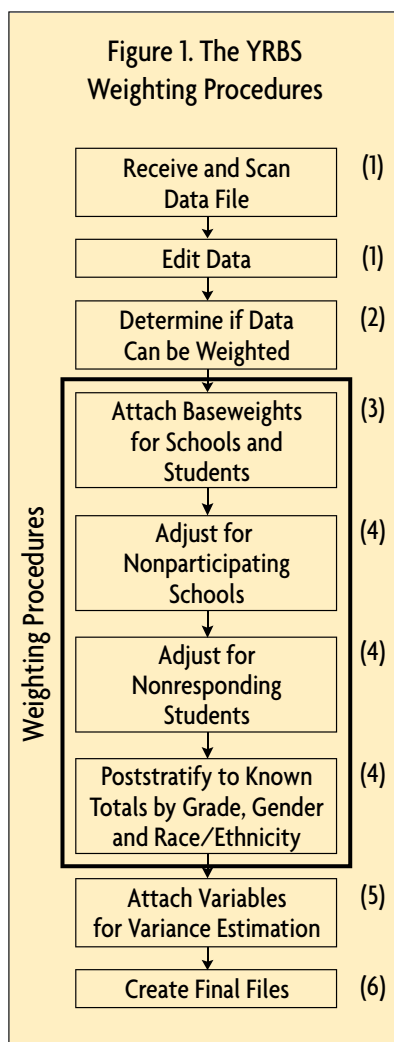 Figure 1. The YRBS
Weighting Procedures
Receive and Scan
Data File
(1)
Edit Data
(1)
Determine if Data
Can be Weighted
(2)
Weighting Procedures
Attach Baseweights
for Schools and
Students
(3)
Adjust for
Nonparticipating
Schools
(4)
Adjust for
Nonresponding
Students
(4)
Poststratify to Known
Totals by Grade, Gender
and Race/Ethnicity
(4)
Attach Variables
for Variance Estimation
(5)
Create Final Files
(6)